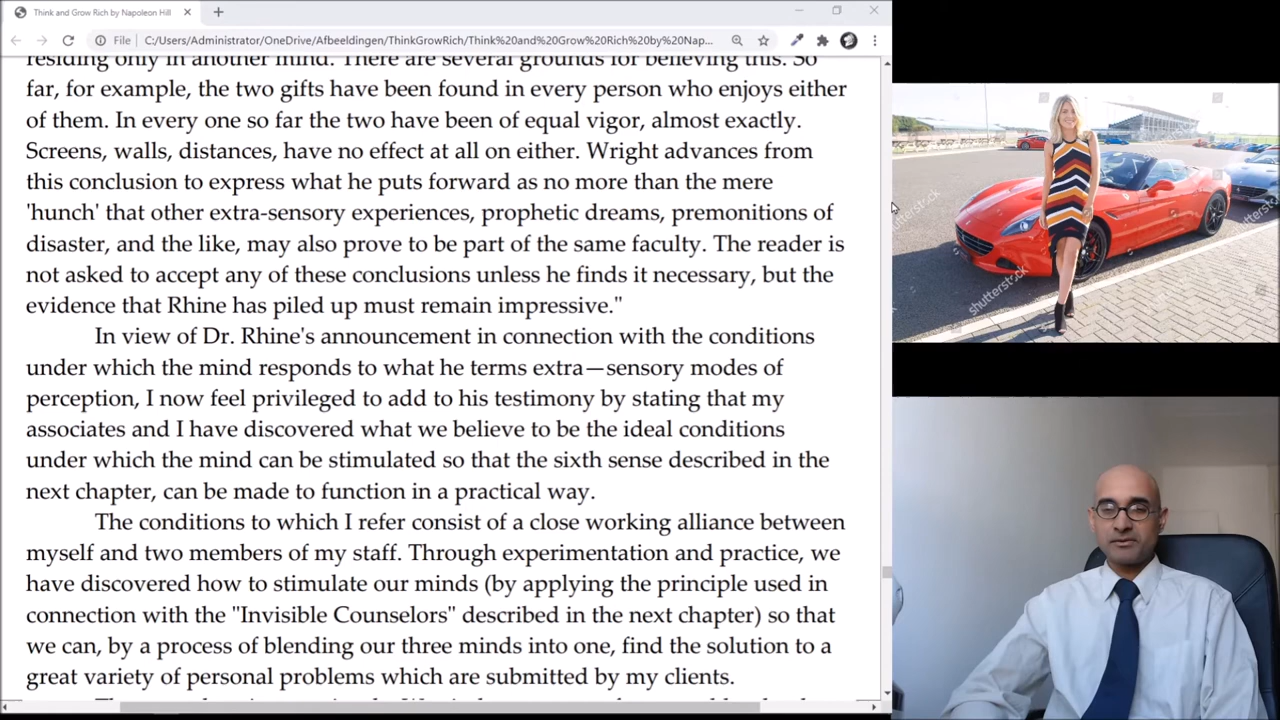 Think and Grow Rich by Napoleon Hill
File
C:/Users/Administrator/OneDrive/Afbeeldingen/ThinkGrowRich/Think%20and%20Grow%20Rich%20by%20Nap...
residing only in another mind. There are several grounds for believing this. So
far, for example, the two gifts have been found in every person who enjoys either
of them. In every one so far the two have been of equal vigor, almost exactly.
Screens, walls, distances, have no effect at all on either. Wright advances from
this conclusion to express what he puts forward as no more than the mere
'hunch' that other extra-sensory experiences, prophetic dreams, premonitions of
disaster, and the like, may also prove to be part of the same faculty. The reader is
not asked to accept any of these conclusions unless he finds it necessary, but the
evidence that Rhine has piled up must remain impressive."
In view of Dr. Rhine's announcement in connection with the conditions
under which the mind responds to what he terms extra—sensory modes of
perception, I now feel privileged to add to his testimony by stating that my
associates and I have discovered what we believe to be the ideal conditions
under which the mind can be stimulated so that the sixth sense described in the
next chapter, can be made to function in a practical way.
The conditions to which I refer consist of a close working alliance between
myself and two members of my staff. Through experimentation and practice, we
have discovered how to stimulate our minds (by applying the principle used in
connection with the "Invisible Counselors" described in the next chapter) so that
we can, by a process of blending our three minds into one, find the solution to a
great variety of personal problems which are submitted by my clients.
shutterstock
shutterstock